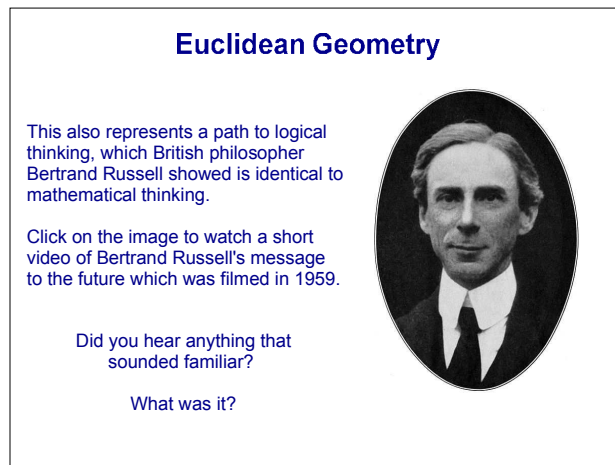 Euclidean Geometry
This also represents a path to logical
thinking, which British philosopher
Bertrand Russell showed is identical to
mathematical thinking.
Click on the image to watch a short
video of Bertrand Russell's message
to the future which was filmed in 1959.
Did you hear anything that
sounded familiar?
What was it?